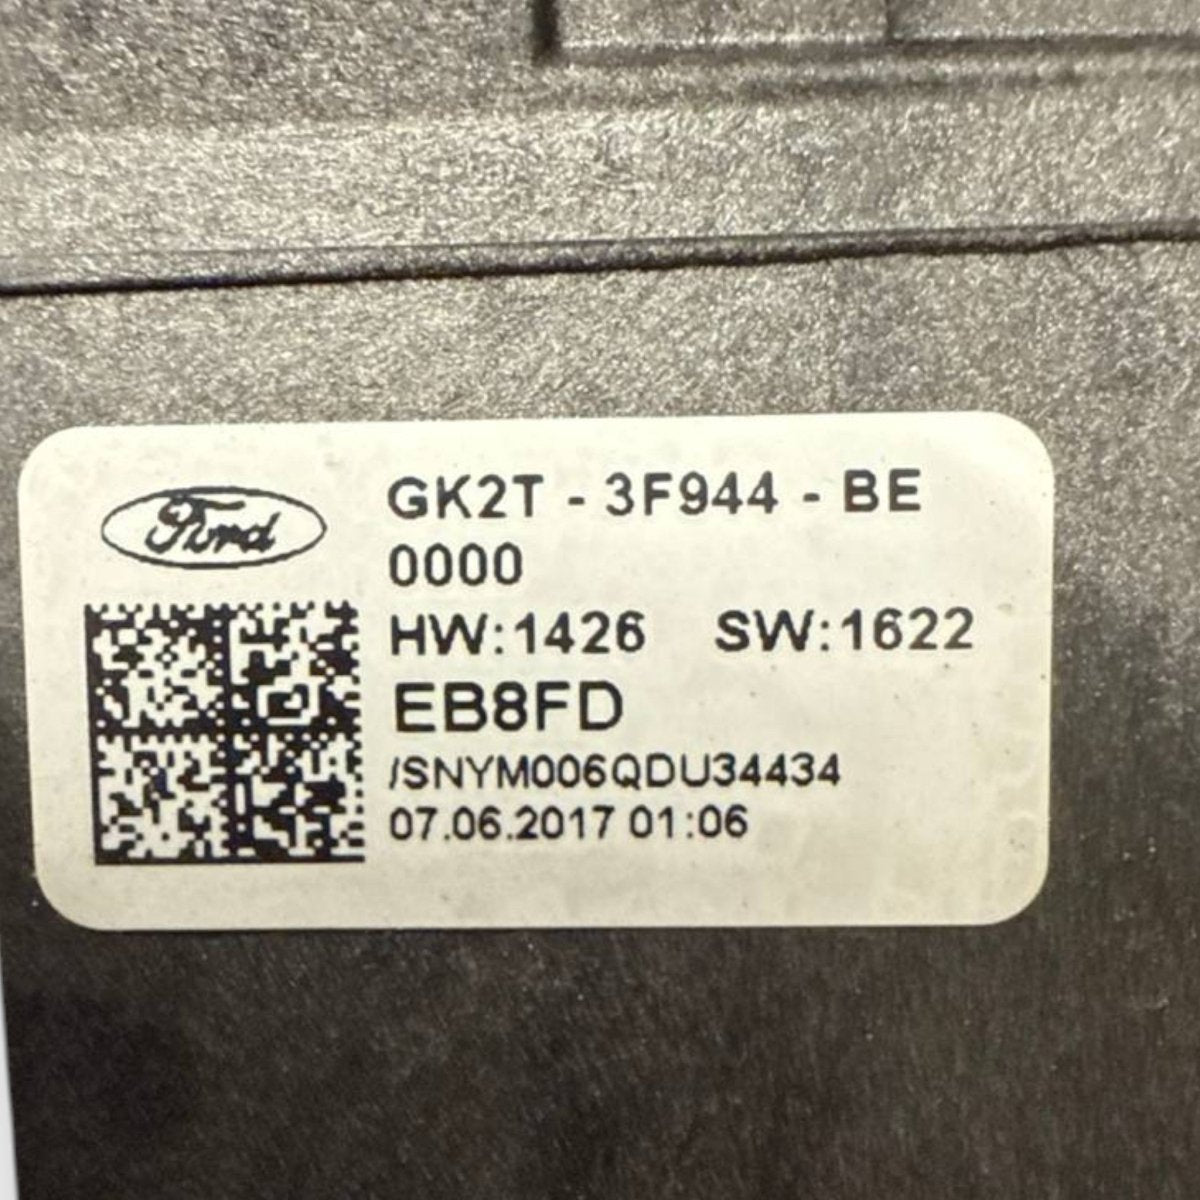 Ford
GK2T - 3F944 - BE
0000
HW:1426 SW:1622
EB8FD
/SNYM006QDU34434
07.06.2017 01:06